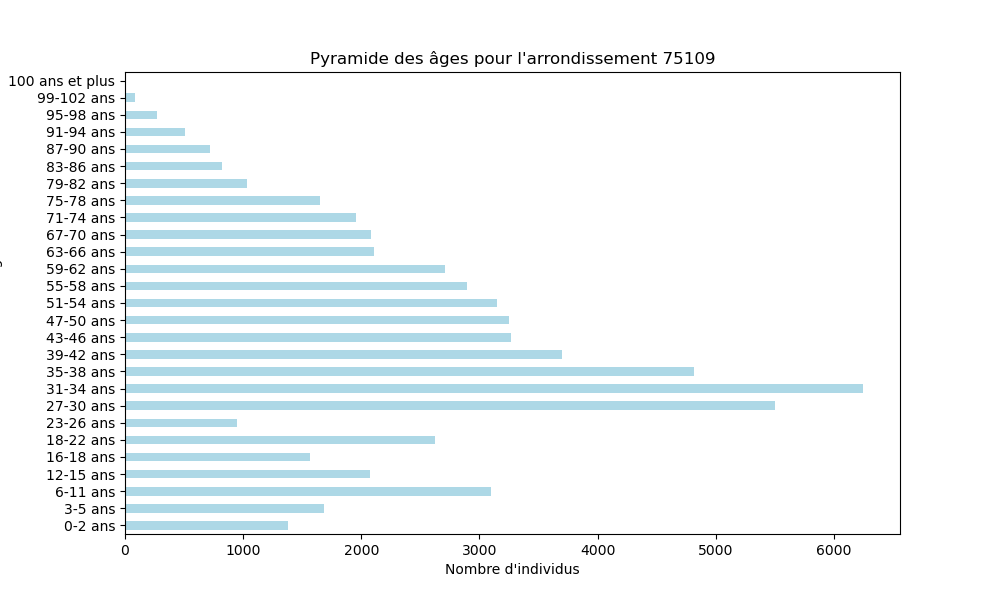 Pyramide des âges pour l'arrondissement 75109
100 ans et plus
99-102 ans
95-98 ans
91-94 ans
87-90 ans
83-86 ans
79-82 ans
75-78 ans
71-74 ans
67-70 ans
63-66 ans
59-62 ans
55-58 ans
51-54 ans
47-50 ans
43-46 ans
39-42 ans
35-38 ans
31-34 ans
27-30 ans
23-26 ans
18-22 ans
16-18 ans
12-15 ans
6-11 ans
3-5 ans
0-2 ans
0 1000 2000 3000 4000 5000 6000
Nombre d'individus